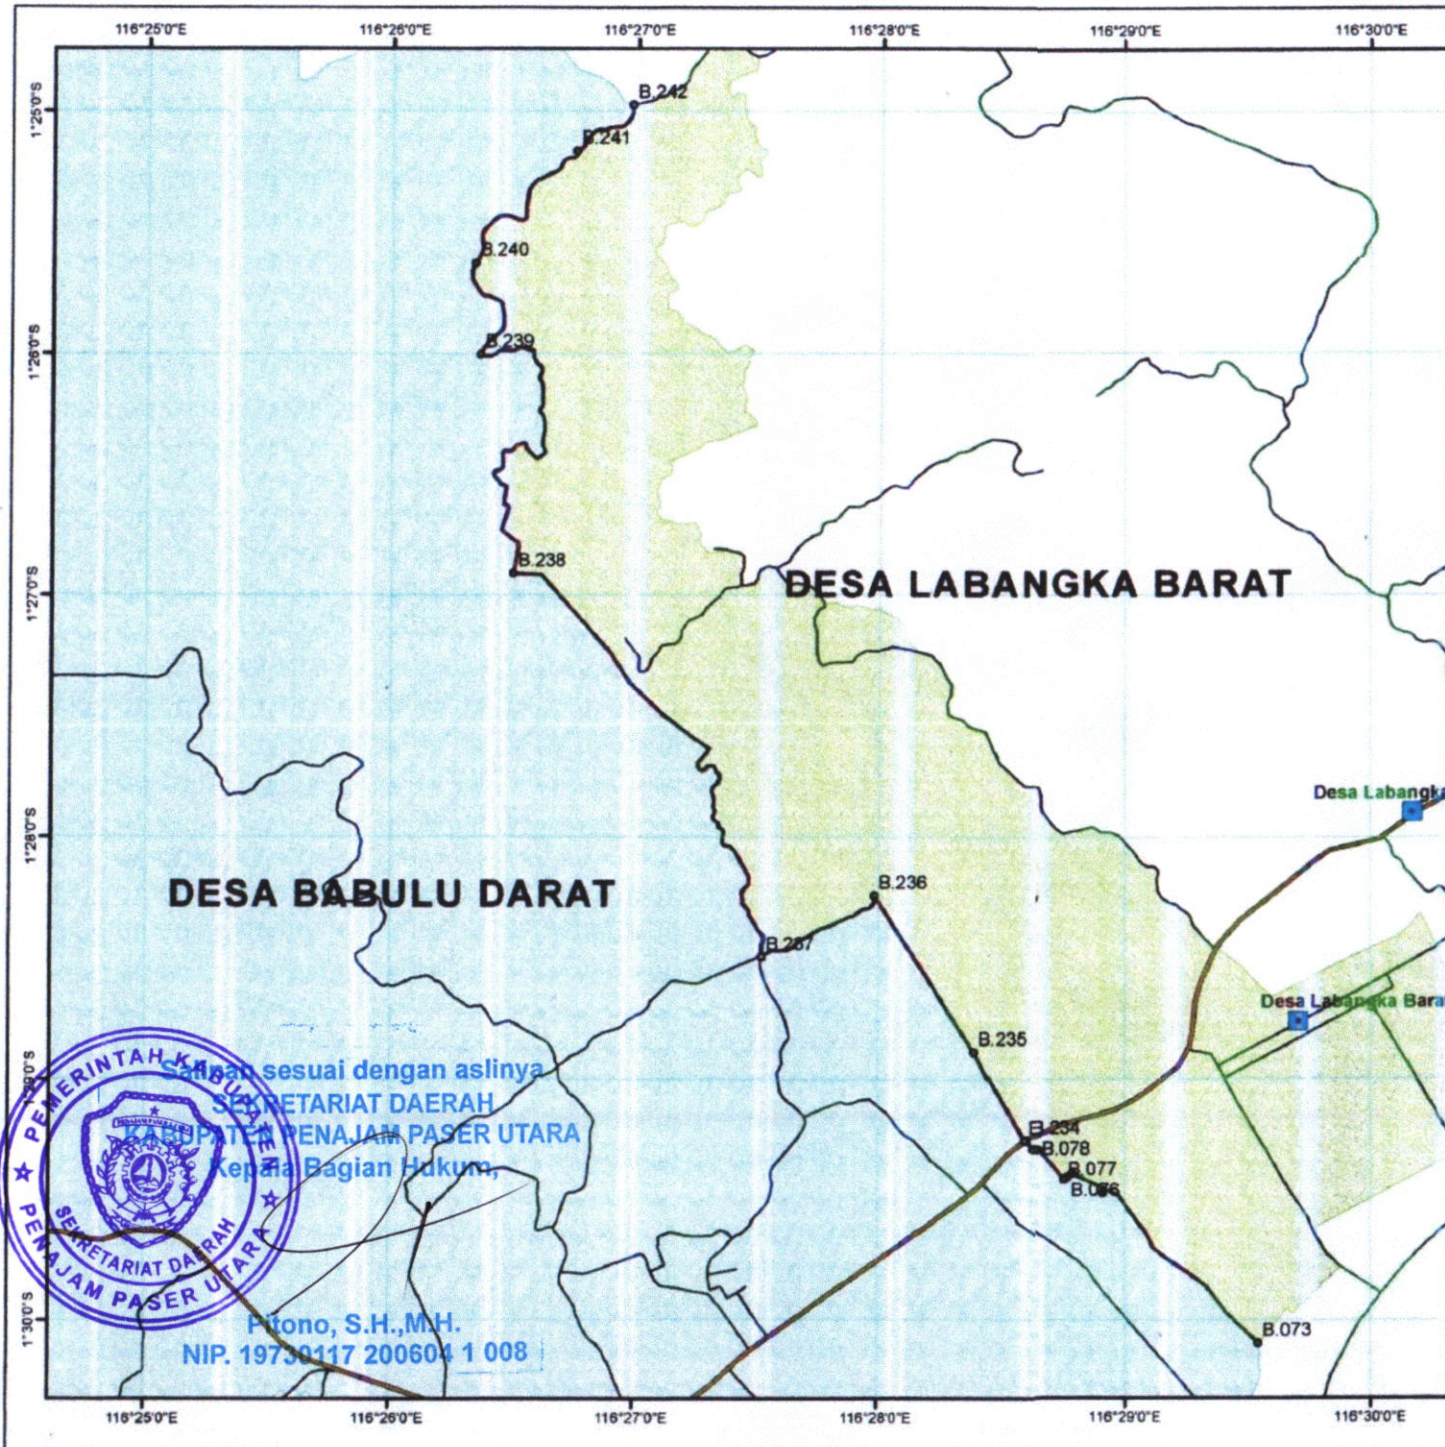 116°25'0"E
116°26'0"E
116°27'0"E
116°28'0"E
116°29'0"E
116°30'0"E
1°25'0"S
1°26'0"S
1°27'0"S
1°28'0"S
1°30'0"S
B.242
B.241
B.240
B.239
B.238
DESA LABANGKA BARAT
Desa Labangka
DESA BABULU DARAT
B.236
B.237
Desa Labangka Bara
B.235
B.234
B.078
B.077
B.076
B.073
Salinan sesuai dengan aslinya
SEKRETARIAT DAERAH
KABUPATEN PENAJAM PASER UTARA
Kepala Bagian Hukum,
Pitono, S.H.,M.H.
NIP. 19730117 200604 1 008
PEMERINTAH KABUPATEN
PENAJAM PASER UTARA
SEKRETARIAT DAERAH
116°25'0"E
116°26'0"E
116°27'0"E
116°28'0"E
116°29'0"E
116°30'0"E